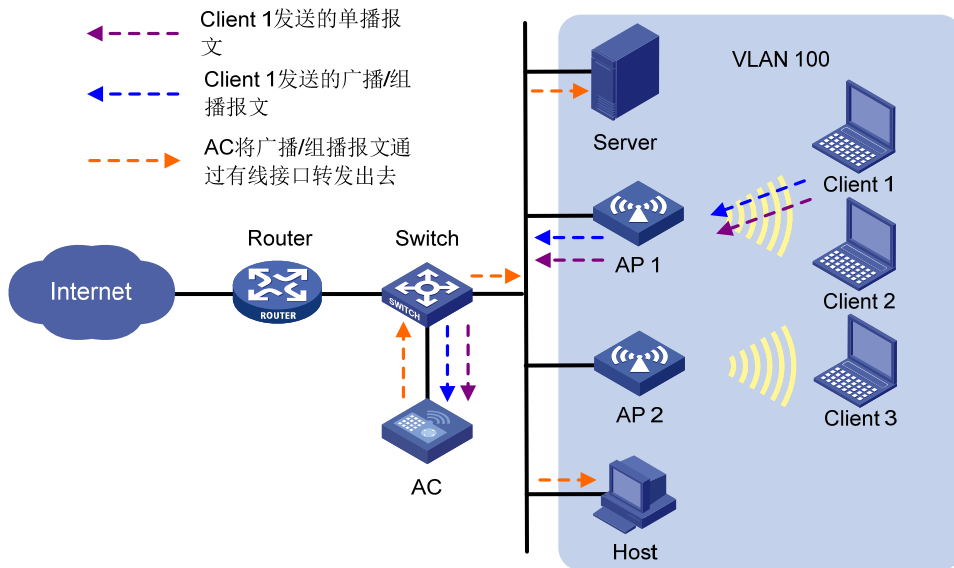 Client 1发送的单播报
文
Client 1发送的广播/组
播报文
AC将广播/组播报文通
过有线接口转发出去
VLAN 100
Server
Client 1
Router
Switch
AP 1
Internet
ROUTER
SWITCH
Client 2
AP 2
Client 3
AC
Host